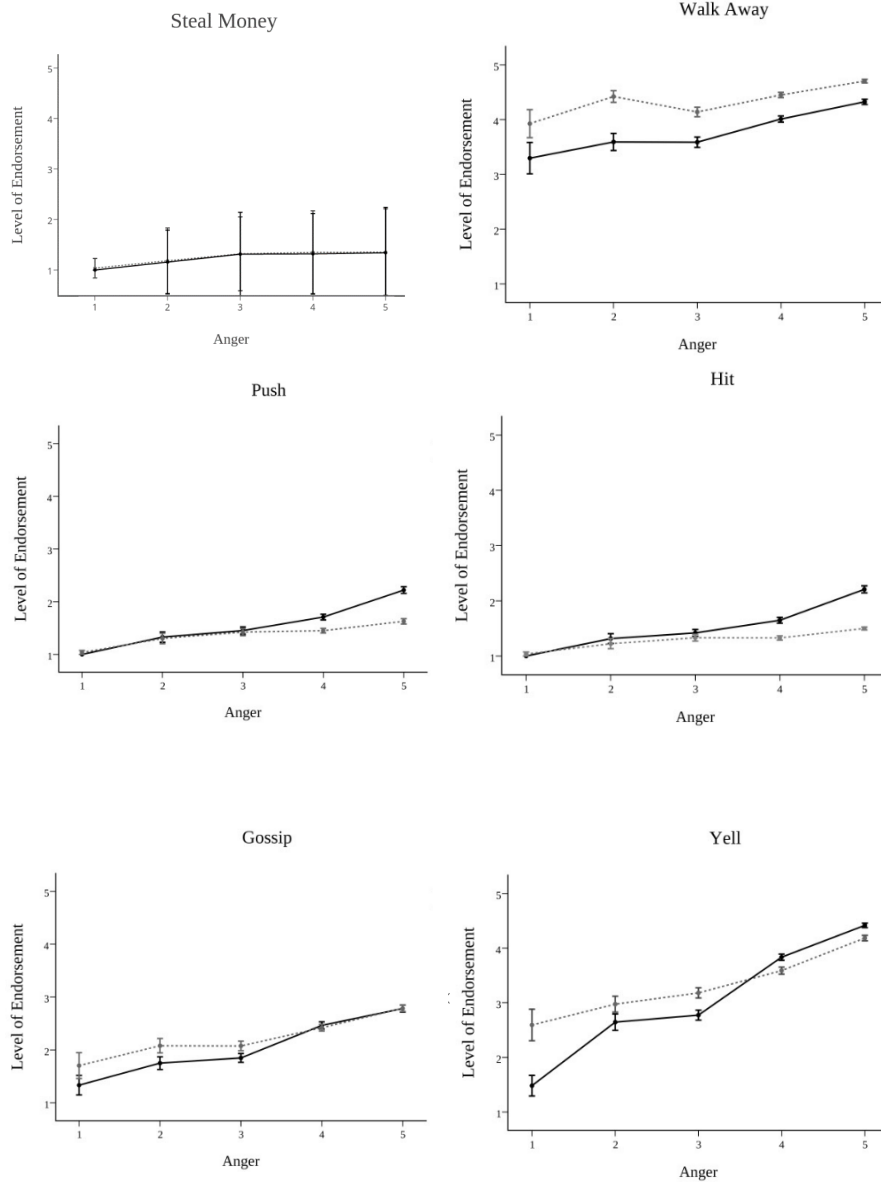 Steal Money
Level of Endorsement
5
4
3
2
1
1 2 3 4 5
Anger
Walk Away
Level of Endorsement
5
4
3
2
1
1 2 3 4 5
Anger
Push
Level of Endorsement
5
4
3
2
1
1 2 3 4 5
Anger
Hit
Level of Endorsement
5
4
3
2
1
1 2 3 4 5
Anger
Gossip
Level of Endorsement
5
4
3
2
1
1 2 3 4 5
Anger
Yell
Level of Endorsement
5
4
3
2
1
1 2 3 4 5
Anger